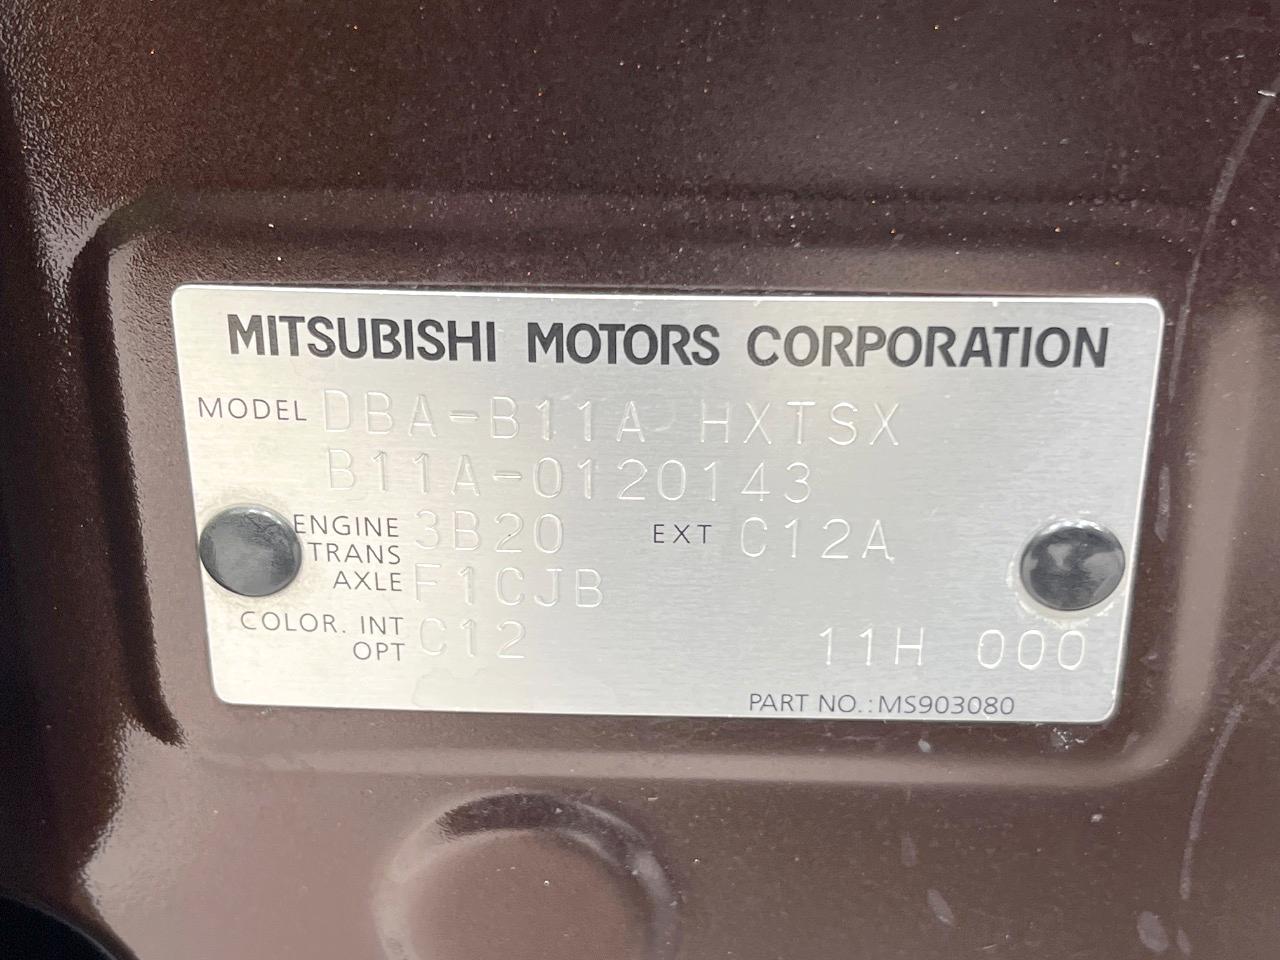 MITSUBISHI MOTORS CORPORATION
MODEL DBA-B11A HXTSX
B11A-0120143
ENGINE 3B20 EXT C12A
TRANS
AXLE F1CJB
COLOR. INT C12 11H 000
OPT
PART NO.:MS903080